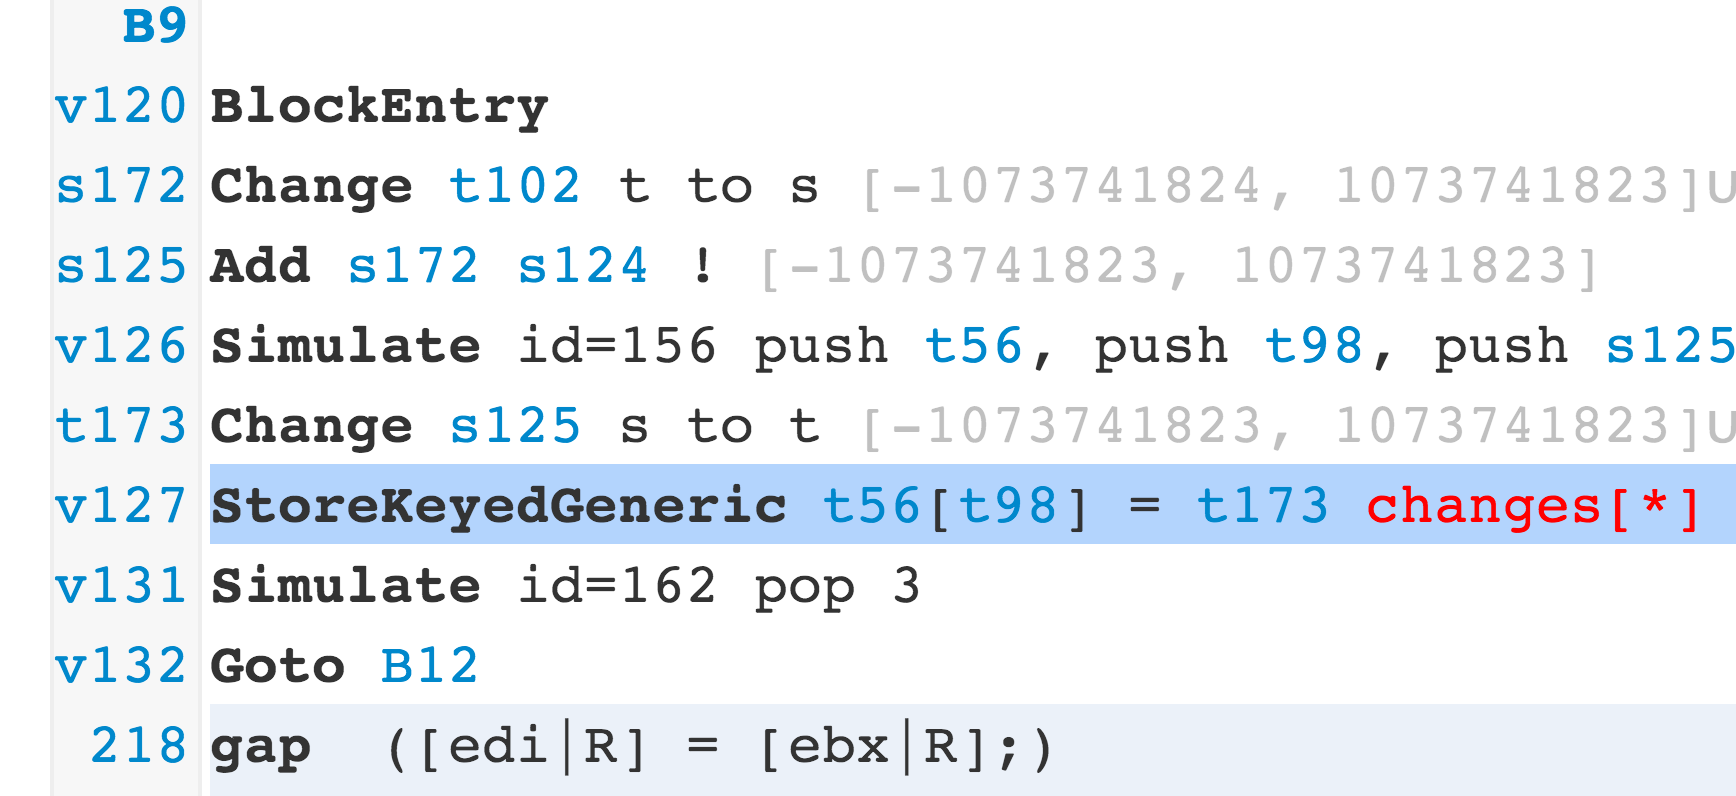 B9
v120 BlockEntry
s172 Change t102 t to s [-1073741824, 1073741823]U
s125 Add s172 s124 ! [-1073741823, 1073741823]
v126 Simulate id=156 push t56, push t98, push s125
t173 Change s125 s to t [-1073741823, 1073741823]U
v127 StoreKeyedGeneric t56[t98] = t173 changes[*]
v131 Simulate id=162 pop 3
v132 Goto B12
218 gap ([edi|R] = [ebx|R];)